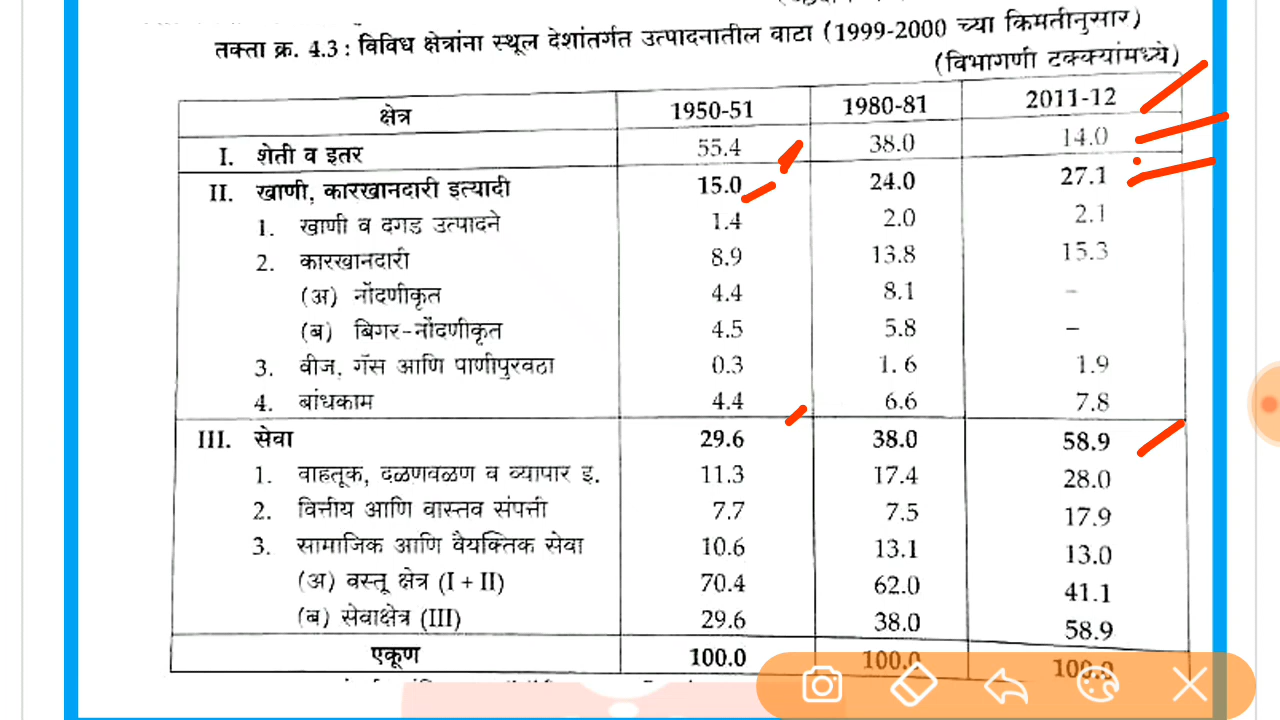 तक्ता क्र. 4.3 : विविध क्षेत्रांना स्थूल देशांतर्गत उत्पादनातील वाटा (1999-2000 च्या किमतीनुसार)
(विभागणी टक्क्यांमध्ये)
क्षेत्र 1950-51 1980-81 2011-12
I. शेती व इतर 55.4 38.0 14.0
II. खाणी, कारखानदारी इत्यादी 15.0 24.0 27.1
1. खाणी व दगड उत्पादने 1.4 2.0 2.1
2. कारखानदारी 8.9 13.8 15.3
(अ) नोंदणीकृत 4.4 8.1 –
(ब) बिगर-नोंदणीकृत 4.5 5.8 –
3. वीज, गॅस आणि पाणीपुरवठा 0.3 1. 6 1.9
4. बांधकाम 4.4 6.6 7.8
III. सेवा 29.6 38.0 58.9
1. वाहतूक, दळणवळण व व्यापार इ. 11.3 17.4 28.0
2. वित्तीय आणि वास्तव संपत्ती 7.7 7.5 17.9
3. सामाजिक आणि वैयक्तिक सेवा 10.6 13.1 13.0
(अ) वस्तू क्षेत्र (I + II) 70.4 62.0 41.1
(ब) सेवाक्षेत्र (III) 29.6 38.0 58.9
एकूण 100.0 100.0 100.0